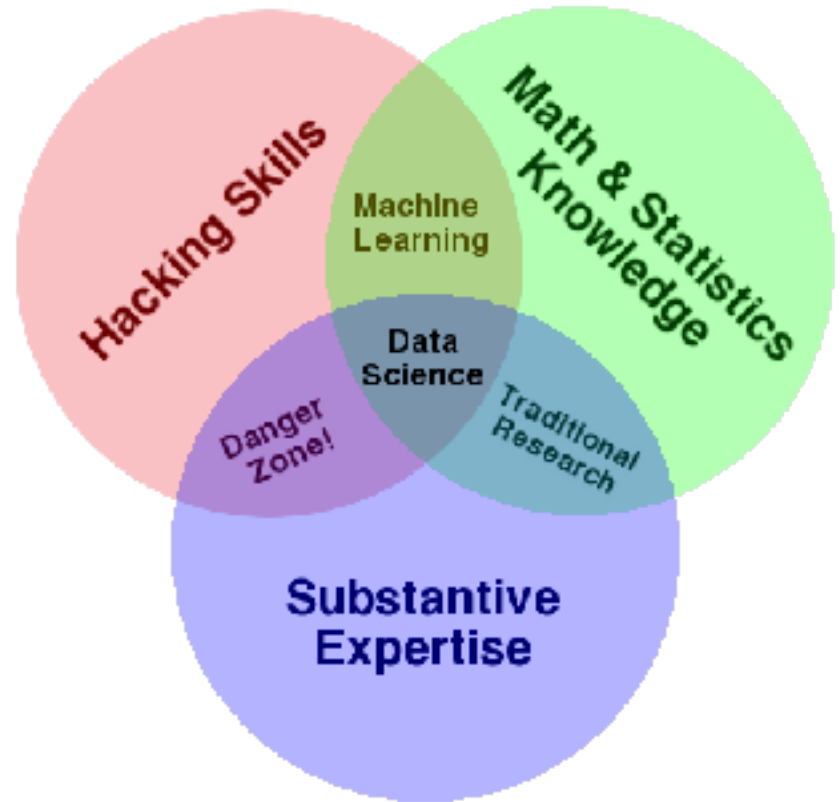 Hacking Skills
Math & Statistics
Knowledge
Machine
Learning
Data
Science
Danger
Zone!
Traditional
Research
Substantive
Expertise